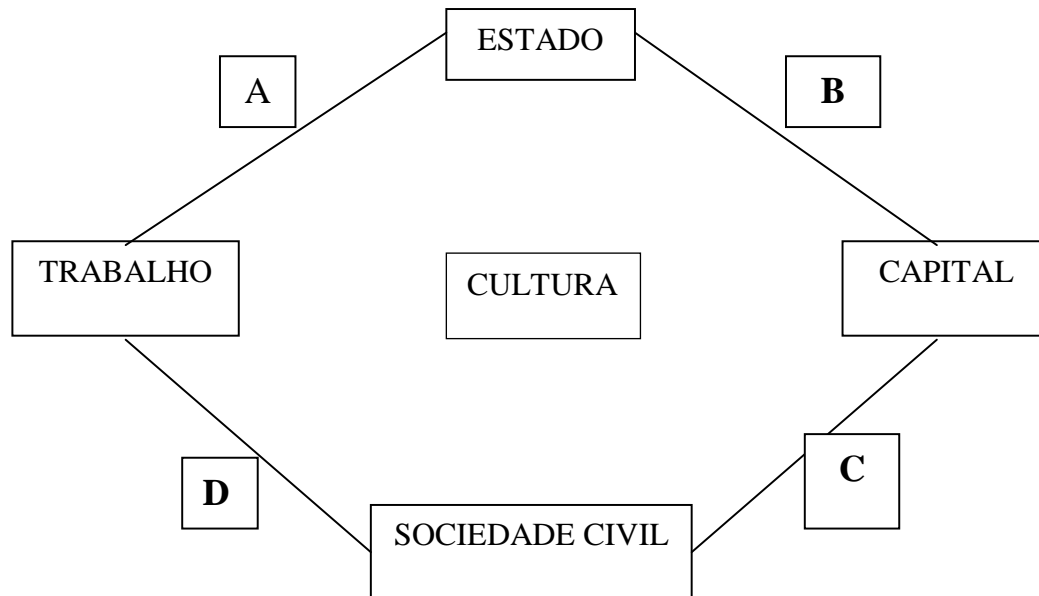 ESTADO
A
B
TRABALHO
CULTURA
CAPITAL
D
C
SOCIEDADE CIVIL